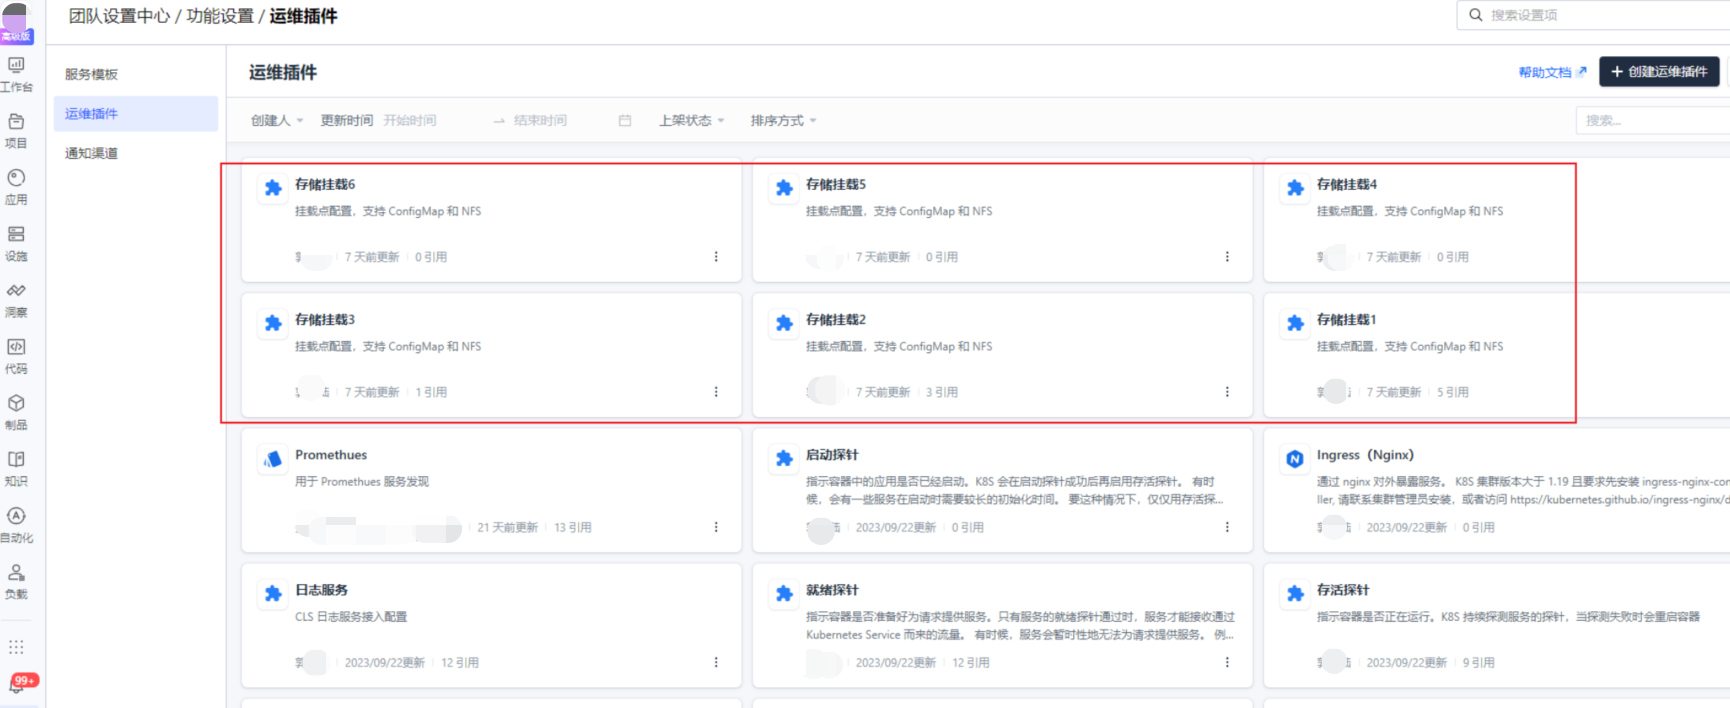 团队设置中心 / 功能设置 / 运维插件
搜索设置项
高级版
工作台
项目
应用
设施
洞察
代码
制品
知识
自动化
负载
99+
服务模板
运维插件
通知渠道
运维插件
帮助文档
创建运维插件
创建人
更新时间
开始时间
结束时间
上架状态
排序方式
搜索...
存储挂载6
挂载点配置，支持 ConfigMap 和 NFS
7 天前更新
0 引用
存储挂载5
挂载点配置，支持 ConfigMap 和 NFS
7 天前更新
0 引用
存储挂载4
挂载点配置，支持 ConfigMap 和 NFS
7 天前更新
0 引用
存储挂载3
挂载点配置，支持 ConfigMap 和 NFS
7 天前更新
1 引用
存储挂载2
挂载点配置，支持 ConfigMap 和 NFS
7 天前更新
3 引用
存储挂载1
挂载点配置，支持 ConfigMap 和 NFS
7 天前更新
5 引用
Promethues
用于 Promethues 服务发现
21 天前更新
13 引用
启动探针
指示容器中的应用是否已经启动。K8S 会在启动探针成功后再启用存活探针。 有时
候，会有一些服务在启动时需要较长的初始化时间。 要这种情况下，仅仅用存活探...
2023/09/22更新
0 引用
Ingress（Nginx）
通过 nginx 对外暴露服务。 K8S 集群版本大于 1.19 且要求先安装 ingress-nginx-con
ller, 请联系集群管理员安装，或者访问 https://kubernetes.github.io/ingress-nginx/d
2023/09/22更新
0 引用
日志服务
CLS 日志服务接入配置
2023/09/22更新
12 引用
就绪探针
指示容器是否准备好为请求提供服务。只有服务的就绪探针通过时，服务才能接收通过
Kubernetes Service 而来的流量。 有时候，服务会暂时性地无法为请求提供服务。 例...
2023/09/22更新
12 引用
存活探针
指示容器是否正在运行。K8S 持续探测服务的探针，当探测失败时会重启容器
2023/09/22更新
9 引用